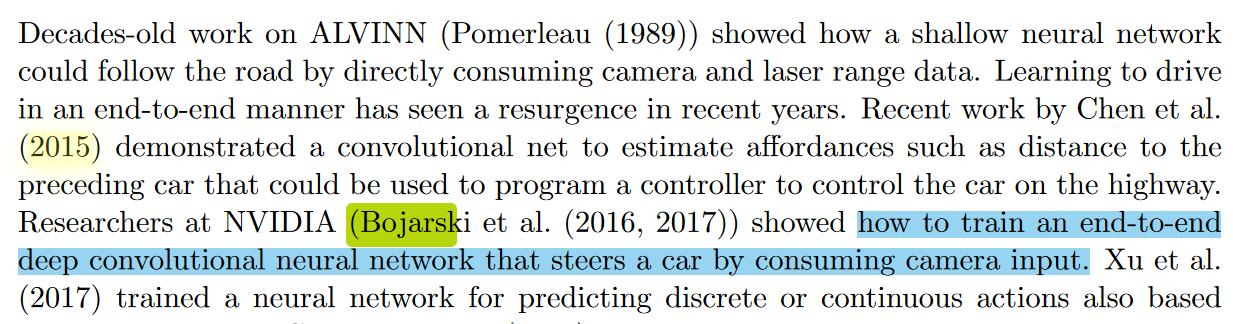 Decades-old work on ALVINN (Pomerleau (1989)) showed how a shallow neural network
could follow the road by directly consuming camera and laser range data. Learning to drive
in an end-to-end manner has seen a resurgence in recent years. Recent work by Chen et al.
(2015) demonstrated a convolutional net to estimate affordances such as distance to the
preceding car that could be used to program a controller to control the car on the highway.
Researchers at NVIDIA (Bojarski et al. (2016, 2017)) showed how to train an end-to-end
deep convolutional neural network that steers a car by consuming camera input. Xu et al.
(2017) trained a neural network for predicting discrete or continuous actions also based